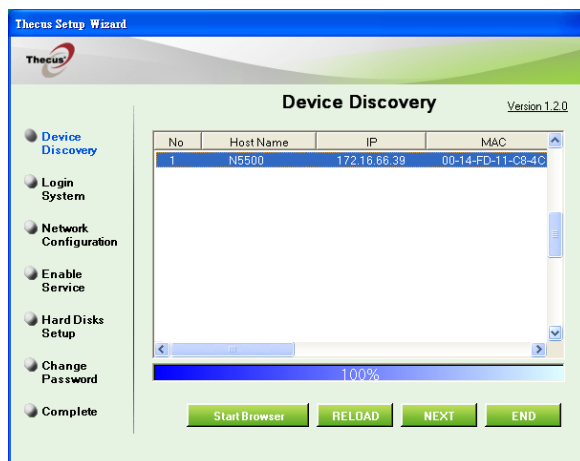 Thecus Setup Wizard
Thecus
Device Discovery
Version 1.2.0
Device
Discovery
Login
System
Network
Configuration
Enable
Service
Hard Disks
Setup
Change
Password
Complete
No Host Name IP MAC
1 N5500 172.16.66.39 00-14-FD-11-C8-4C
100%
Start Browser RELOAD NEXT END